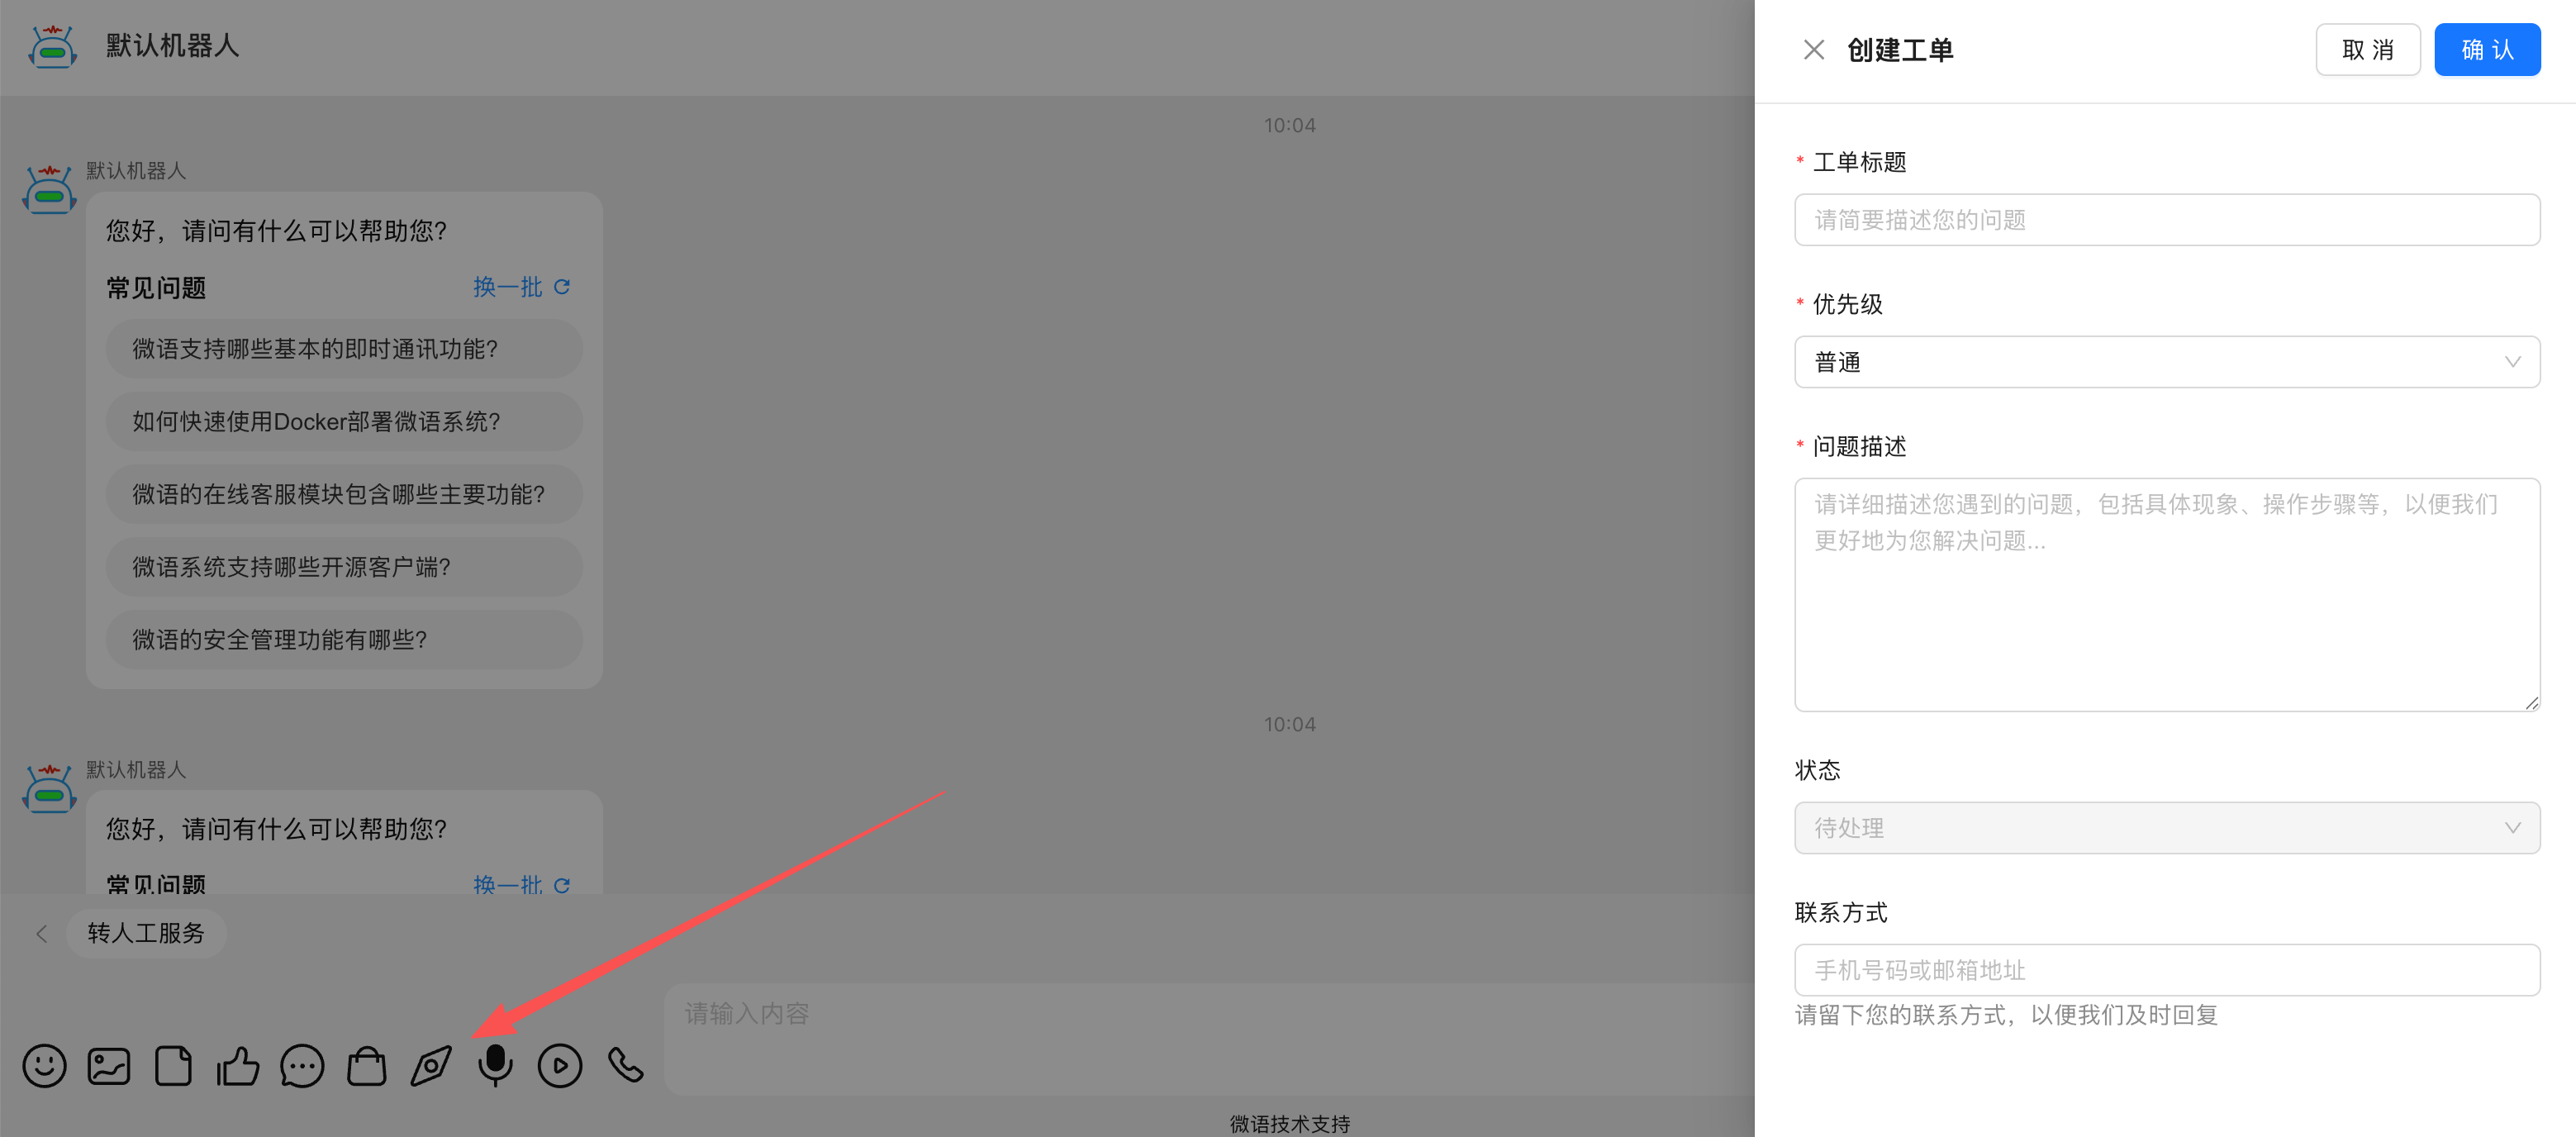 默认机器人
10:04
默认机器人
您好，请问有什么可以帮助您?
常见问题
换一批
微语支持哪些基本的即时通讯功能?
如何快速使用Docker部署微语系统?
微语的在线客服模块包含哪些主要功能?
微语系统支持哪些开源客户端?
微语的安全管理功能有哪些?
10:04
默认机器人
您好，请问有什么可以帮助您?
常见问题
换一批
转人工服务
请输入内容
微语技术支持
创建工单
取 消
确 认
* 工单标题
请简要描述您的问题
* 优先级
普通
* 问题描述
请详细描述您遇到的问题，包括具体现象、操作步骤等，以便我们
更好地为您解决问题...
状态
待处理
联系方式
手机号码或邮箱地址
请留下您的联系方式，以便我们及时回复